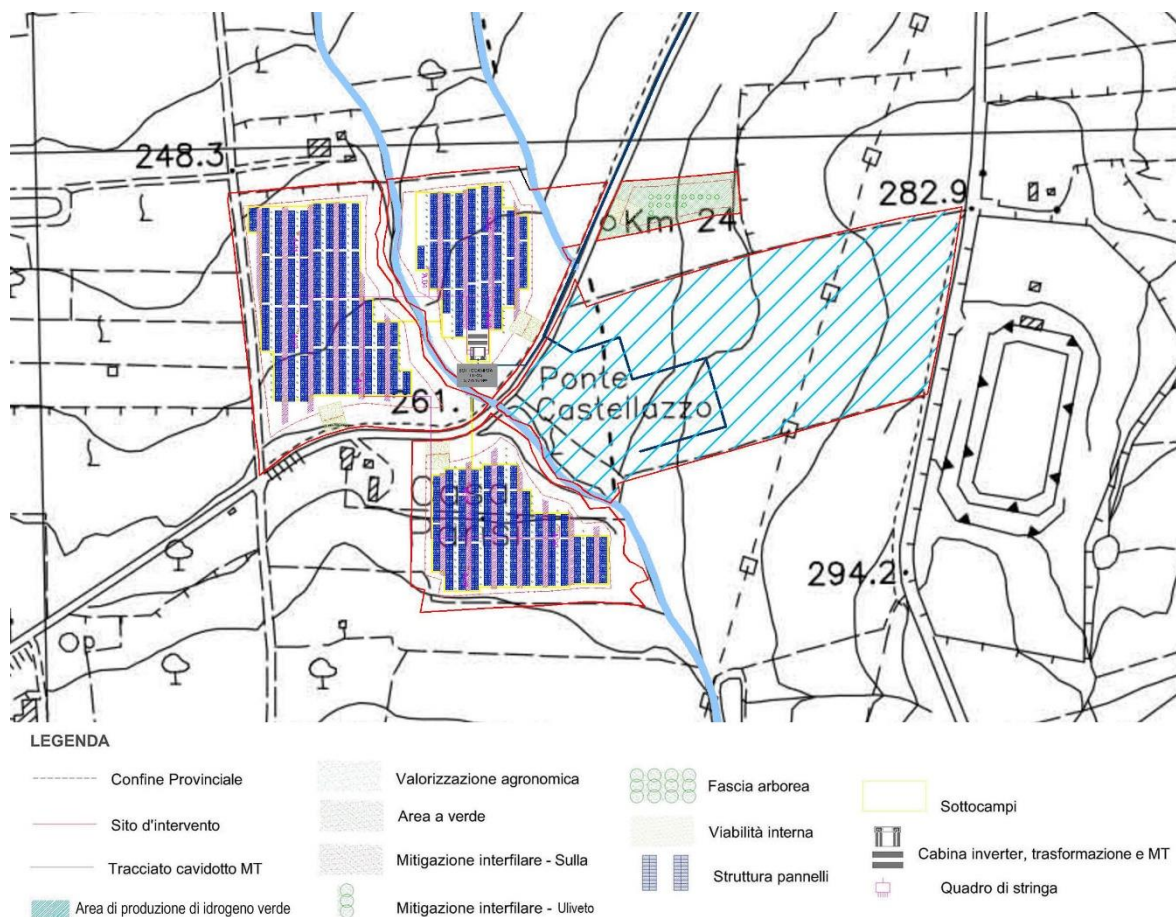 248.3
282.9
Km 24
Ponte
Castellazzo
261.
Casa
294.2
LEGENDA
Confine Provinciale
Sito d'intervento
Tracciato cavidotto MT
Area di produzione di idrogeno verde
Valorizzazione agronomica
Area a verde
Mitigazione interfilare - Sulla
Mitigazione interfilare - Uliveto
Fascia arborea
Viabilità interna
Struttura pannelli
Sottocampi
Cabina inverter, trasformazione e MT
Quadro di stringa